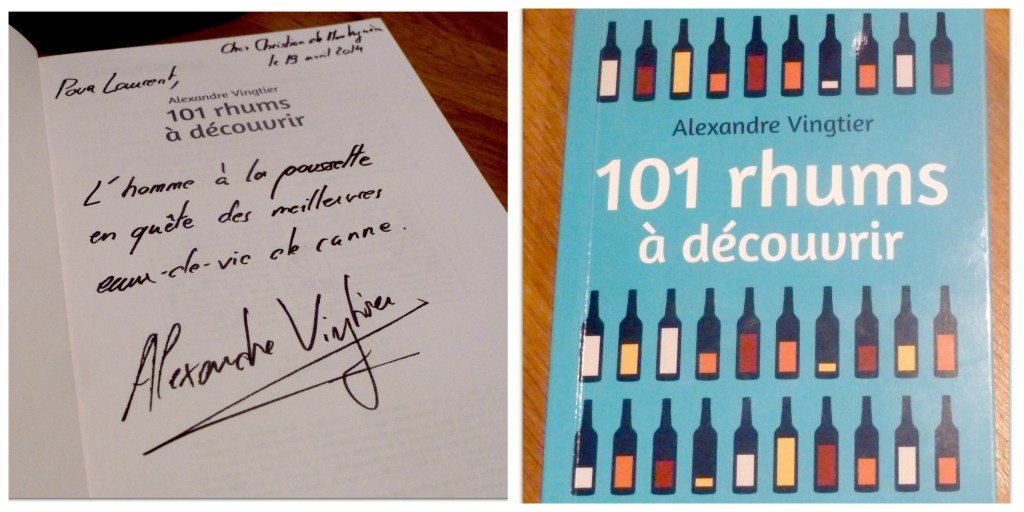 Chez Christian de Montaguère
le 19 avril 2014
Pour Laurent,
Alexandre Vingtier
101 rhums
à découvrir
L'homme à la poussette
en quête des meilleures
eaux-de-vie de canne.
Alexandre Vingtier
Alexandre Vingtier
101 rhums
à découvrir